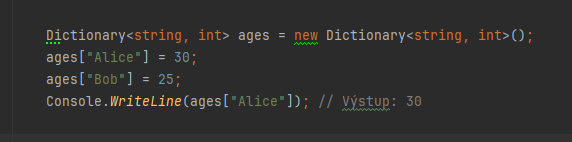 Dictionary<string, int> ages = new Dictionary<string, int>();
ages["Alice"] = 30;
ages["Bob"] = 25;
Console.WriteLine(ages["Alice"]); // Výstup: 30